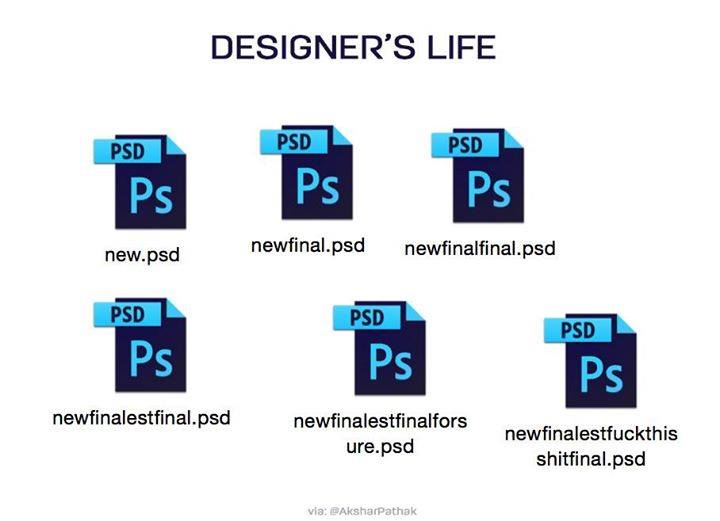 DESIGNER'S LIFE
PSD
Ps
new.psd
PSD
Ps
newfinal.psd
PSD
Ps
newfinalfinal.psd
PSD
Ps
newfinalestfinal.psd
PSD
Ps
newfinalestfinalfors
ure.psd
PSD
Ps
newfinalestfuckthis
shitfinal.psd
via: @AksharPathak